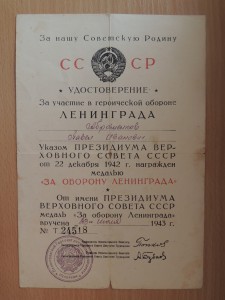 За нашу Советскую Родину
СССР
УДОСТОВЕРЕНИЕ
За участие в героической обороне
ЛЕНИНГРАДА
Указом ПРЕЗИДИУМА ВЕР-
ХОВНОГО СОВЕТА СССР
от 22 декабря 1942 г. награжден
медалью
«ЗА ОБОРОНУ ЛЕНИНГРАДА»
От имени ПРЕЗИДИУМА
ВЕРХОВНОГО СОВЕТА СССР
медаль «За оборону Ленинграда»
вручена 1943 г.
№ Т 24518